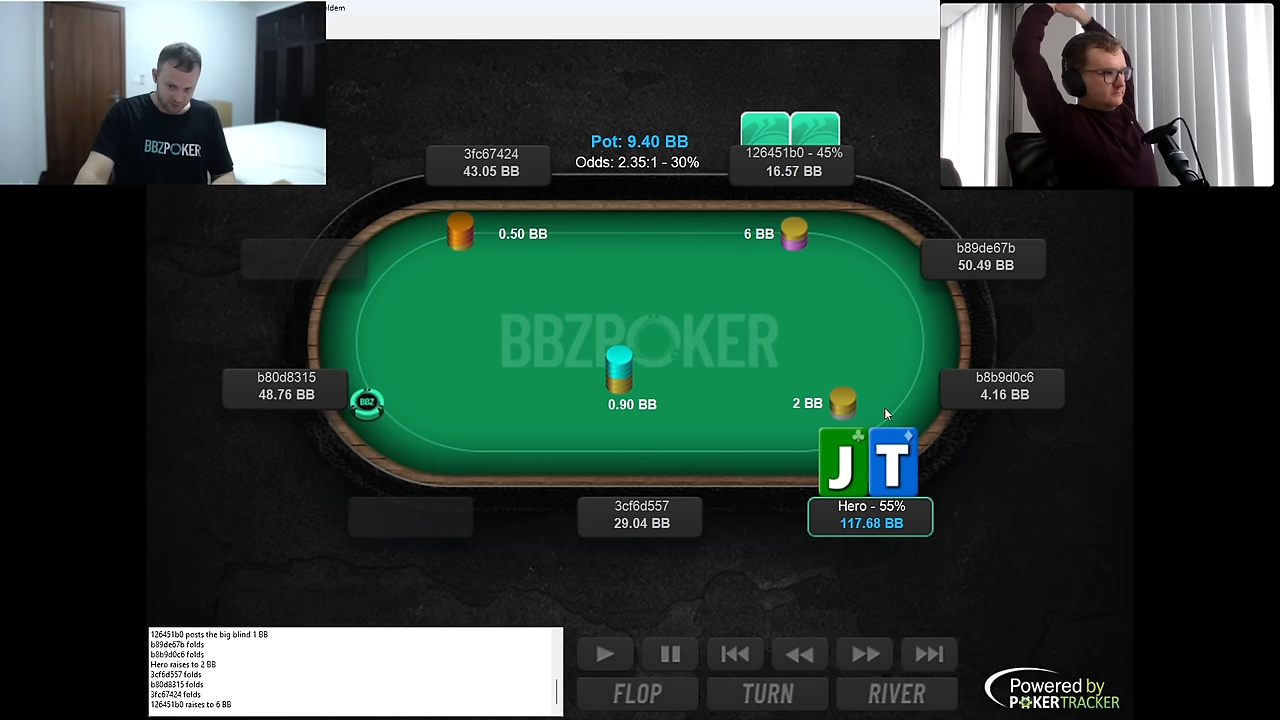 oldem
BBZPOKER
3fc67424
43.05 BB
Pot: 9.40 BB
Odds: 2.35:1 - 30%
126451b0 - 45%
16.57 BB
0.50 BB
6 BB
b89de67b
50.49 BB
BBZPOKER
b80d8315
48.76 BB
BBZ
0.90 BB
2 BB
b8b9d0c6
4.16 BB
J T
3cf6d557
29.04 BB
Hero - 55%
117.68 BB
126451b0 posts the big blind 1 BB
b89de67b folds
b8b9d0c6 folds
Hero raises to 2 BB
3cf6d557 folds
b80d8315 folds
3fc67424 folds
126451b0 raises to 6 BB
FLOP TURN RIVER
Powered by
POKERTRACKER